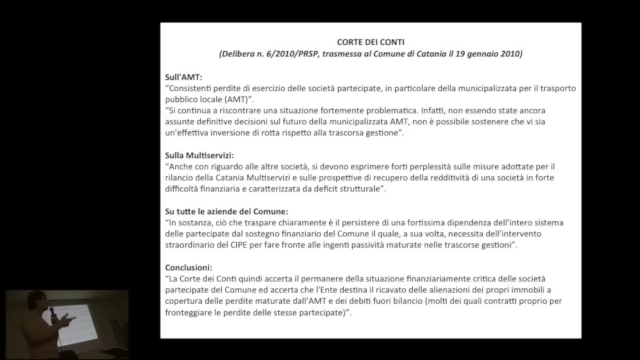 CORTE DEI CONTI
(Delibera n. 6/2010/PRSP, trasmessa al Comune di Catania il 19 gennaio 2010)
Sull'AMT:
"Consistenti perdite di esercizio delle società partecipate, in particolare della municipalizzata per il trasporto
pubblico locale (AMT)".
"Si continua a riscontrare una situazione fortemente problematica. Infatti, non essendo state ancora
assunte definitive decisioni sul futuro della municipalizzata AMT, non è possibile sostenere che vi sia
un'effettiva inversione di rotta rispetto alla trascorsa gestione".
Sulla Multiservizi:
"Anche con riguardo alle altre società, si devono esprimere forti perplessità sulle misure adottate per il
rilancio della Catania Multiservizi e sulle prospettive di recupero della redditività di una società in forte
difficoltà finanziaria e caratterizzata da deficit strutturale".
Su tutte le aziende del Comune:
"In sostanza, ciò che traspare chiaramente è il persistere di una fortissima dipendenza dell'intero sistema
delle partecipate dal sostegno finanziario del Comune il quale, a sua volta, necessita dell'intervento
straordinario del CIPE per fare fronte alle ingenti passività maturate nelle trascorse gestioni".
Conclusioni:
"La Corte dei Conti quindi accerta il permanere della situazione finanziariamente critica delle società
partecipate del Comune ed accerta che l'Ente destina il ricavato delle alienazioni dei propri immobili a
copertura delle perdite maturate dall'AMT e dei debiti fuori bilancio (molti dei quali contratti proprio per
fronteggiare le perdite delle stesse partecipate)".